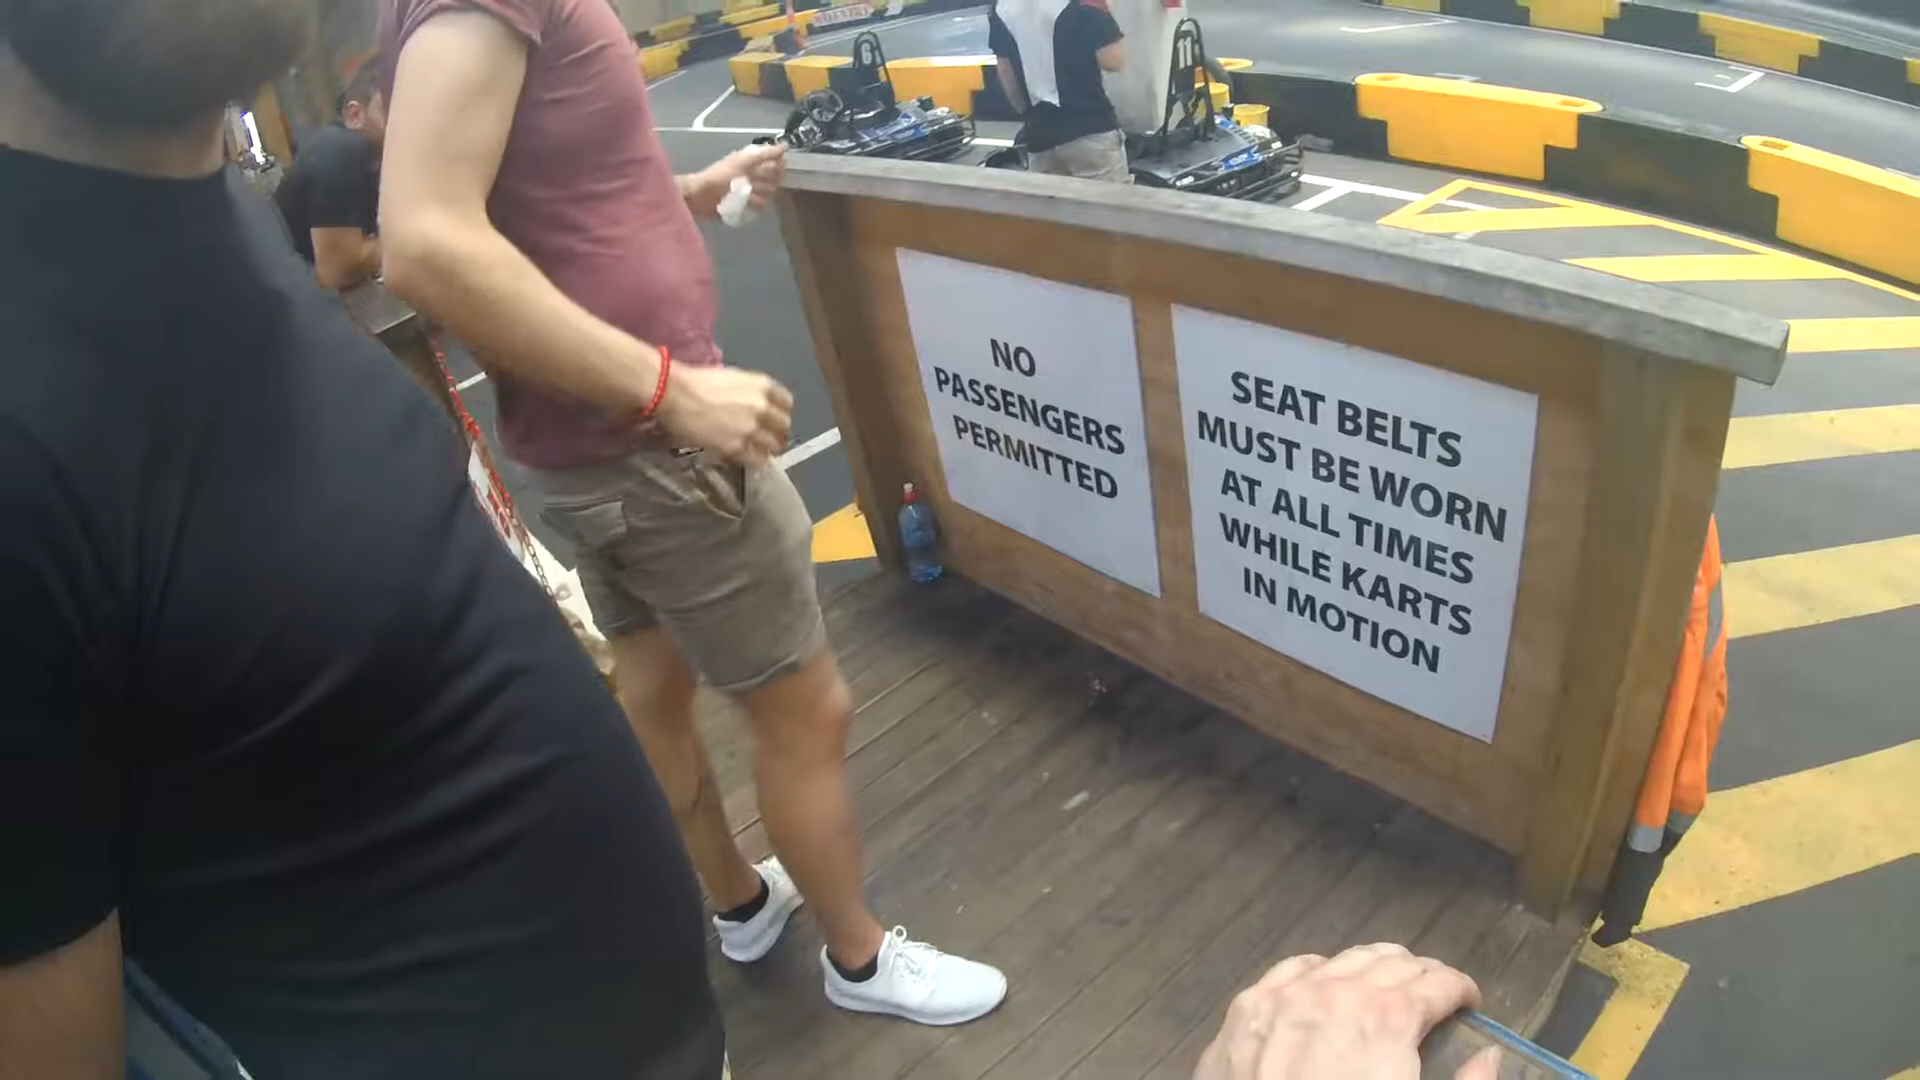 6
11
NO
PASSENGERS
PERMITTED
SEAT BELTS
MUST BE WORN
AT ALL TIMES
WHILE KARTS
IN MOTION